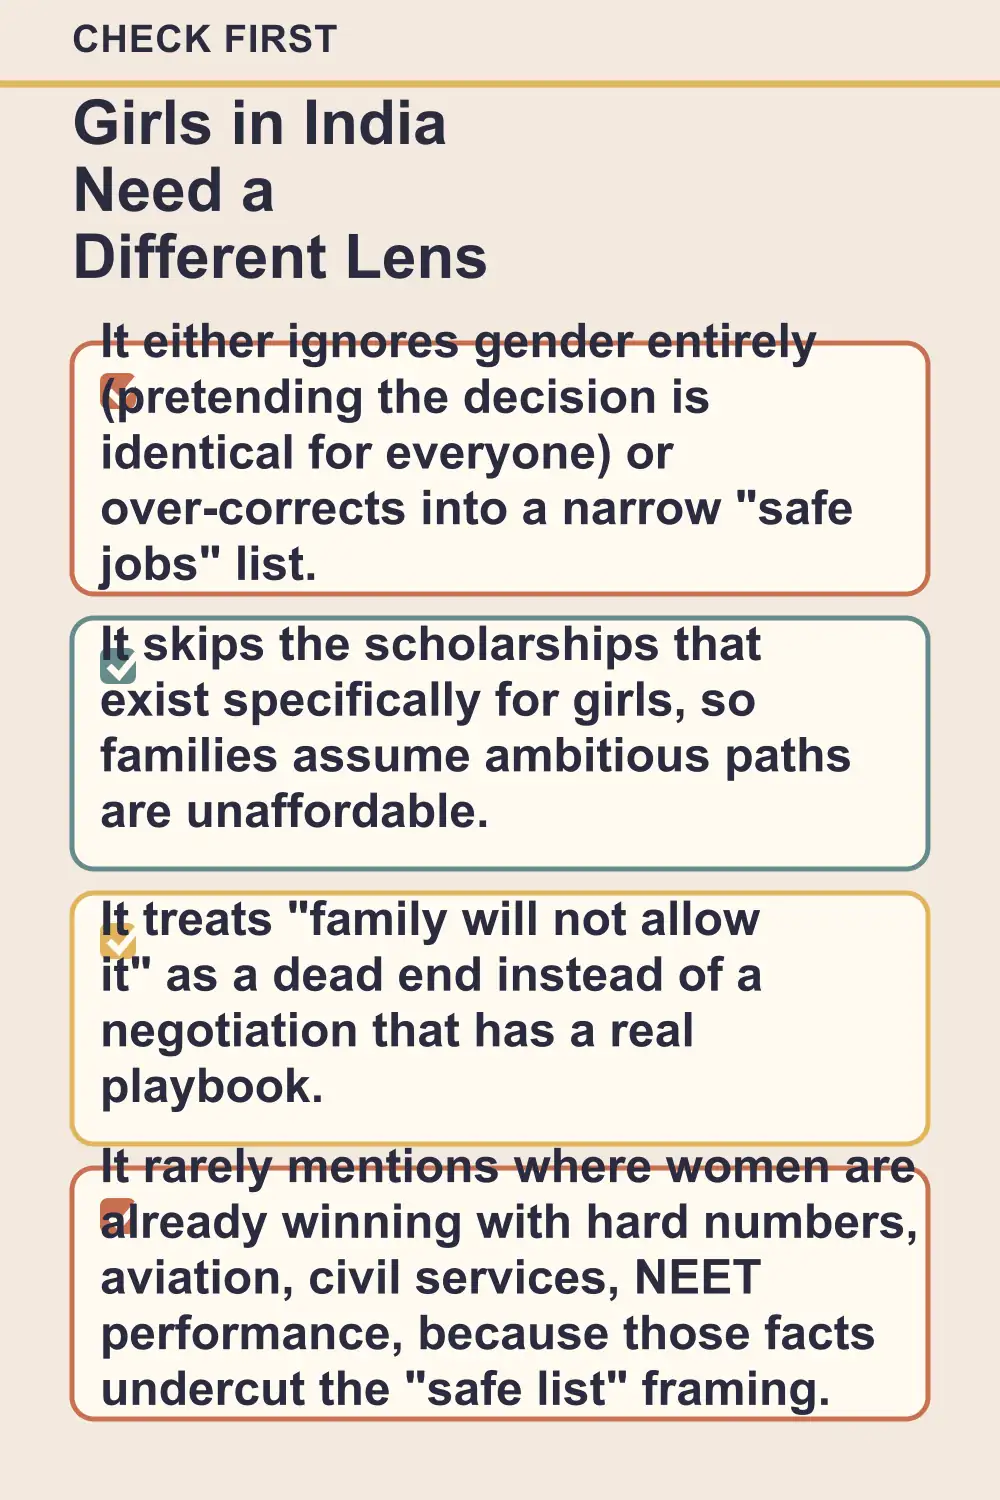 CHECK FIRST
Girls in India
Need a
Different Lens
It either ignores gender entirely
(pretending the decision is
identical for everyone) or
over-corrects into a narrow "safe
jobs" list.
It skips the scholarships that
exist specifically for girls, so
families assume ambitious paths
are unaffordable.
It treats "family will not allow
it" as a dead end instead of a
negotiation that has a real
playbook.
It rarely mentions where women are
already winning with hard numbers,
aviation, civil services, NEET
performance, because those facts
undercut the "safe list" framing.